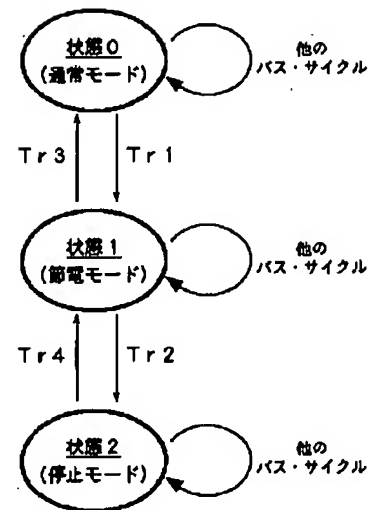 状態0
(通常モード)
他の
バス・サイクル
Tr3
Tr1
状態1
(節電モード)
他の
バス・サイクル
Tr4
Tr2
状態2
(停止モード)
他の
バス・サイクル